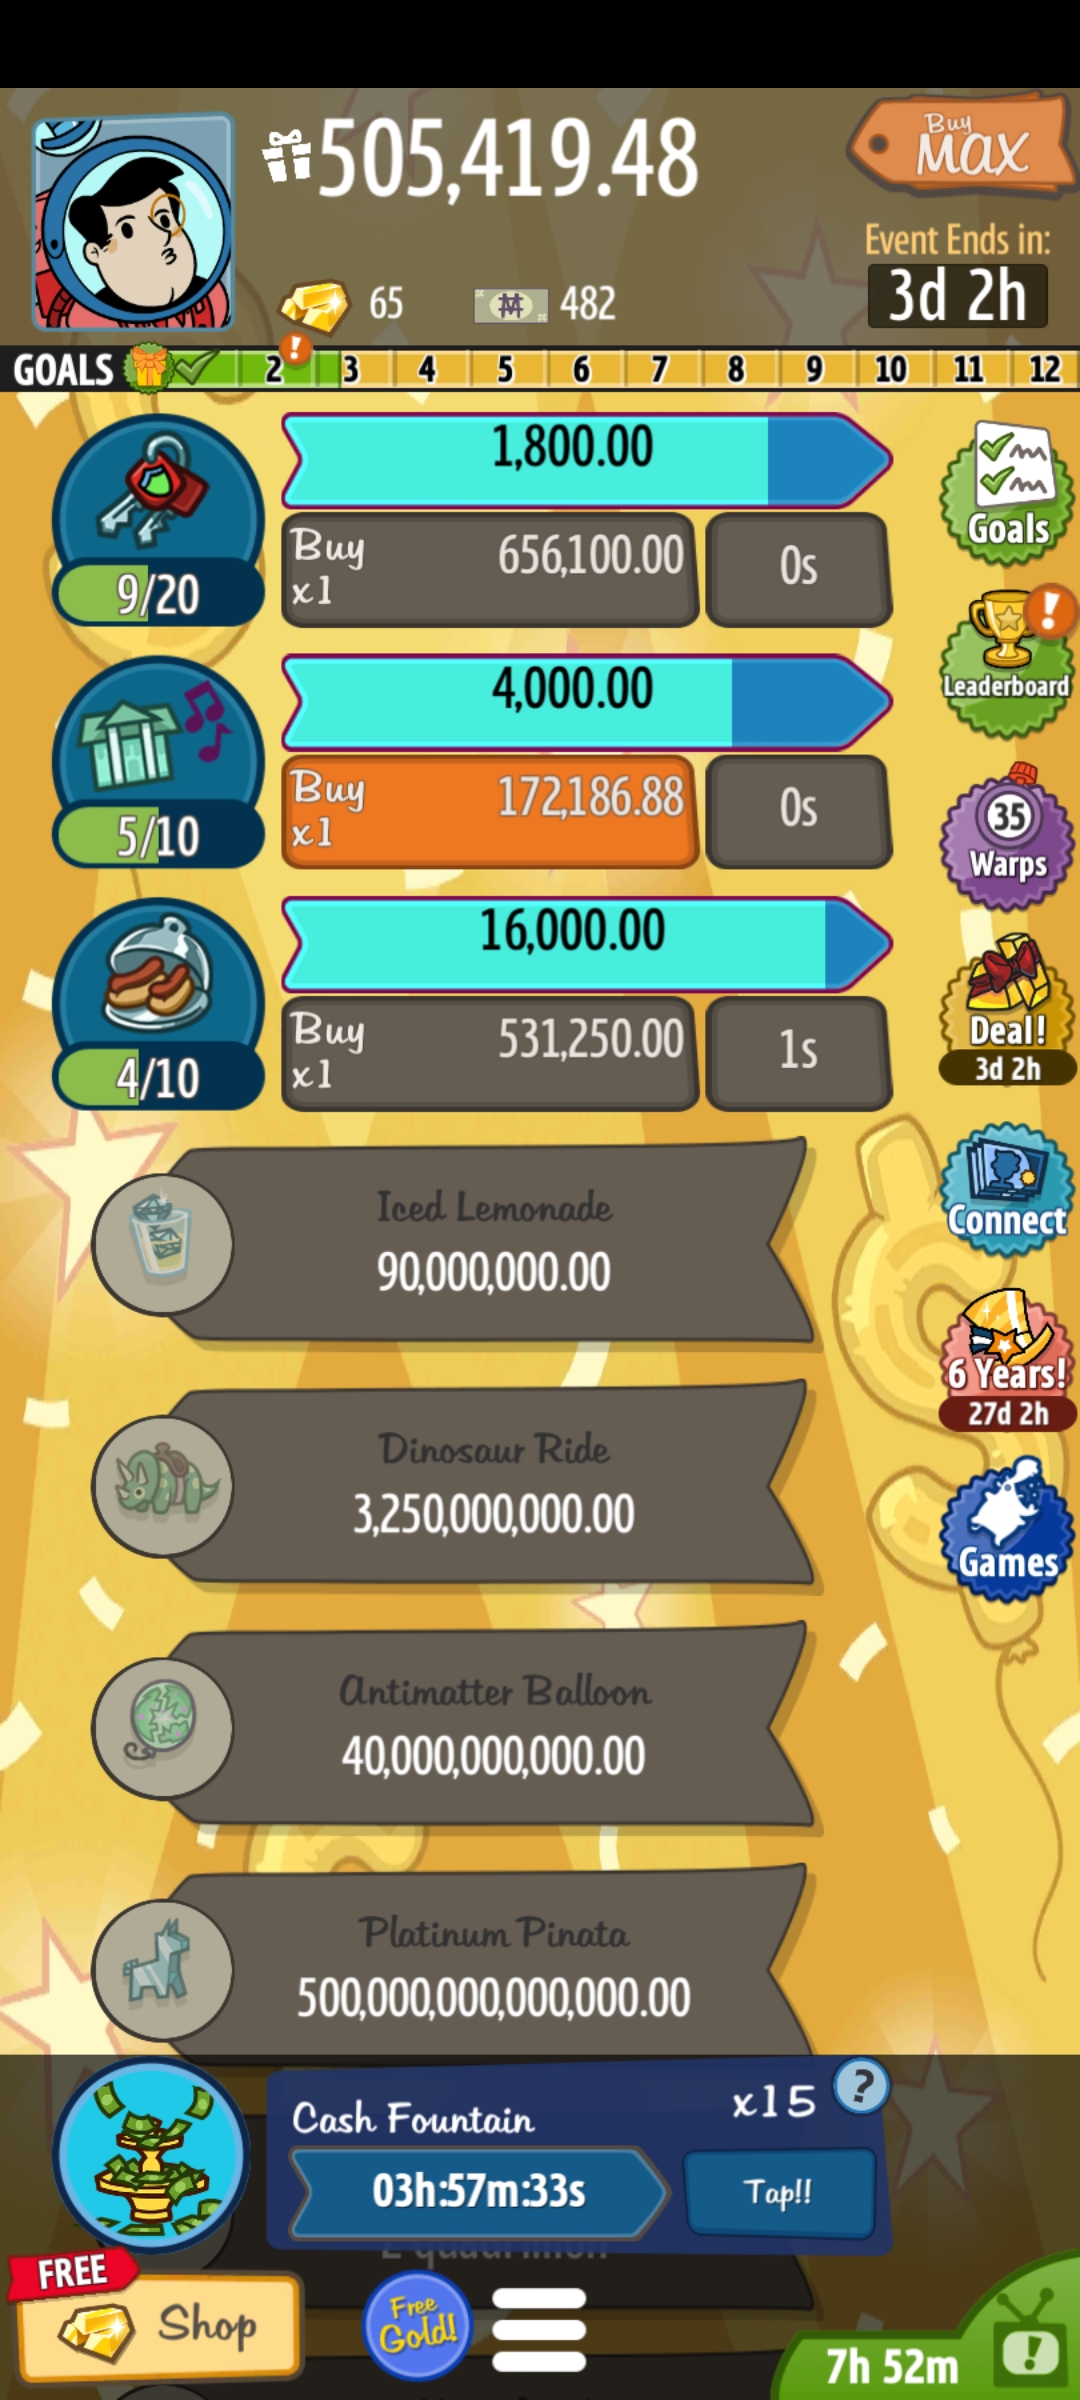 505,419.48
Buy
MAX
Event Ends in:
3d 2h
65
482
GOALS 2 ! 3 4 5 6 7 8 9 10 11 12
1,800.00
Buy
x1
656,100.00
0s
9/20
Goals
4,000.00
Buy
x1
172,186.88
0s
5/10
!
Leaderboard
16,000.00
Buy
x1
531,250.00
1s
4/10
35
Warps
Deal!
3d 2h
Iced Lemonade
90,000,000.00
Connect
Dinosaur Ride
3,250,000,000.00
6 Years!
27d 2h
Games
Antimatter Balloon
40,000,000,000.00
Platinum Pinata
500,000,000,000,000.00
Cash Fountain
x15
?
03h:57m:33s
Tap!!
FREE
Shop
Free
Gold!
7h 52m
!